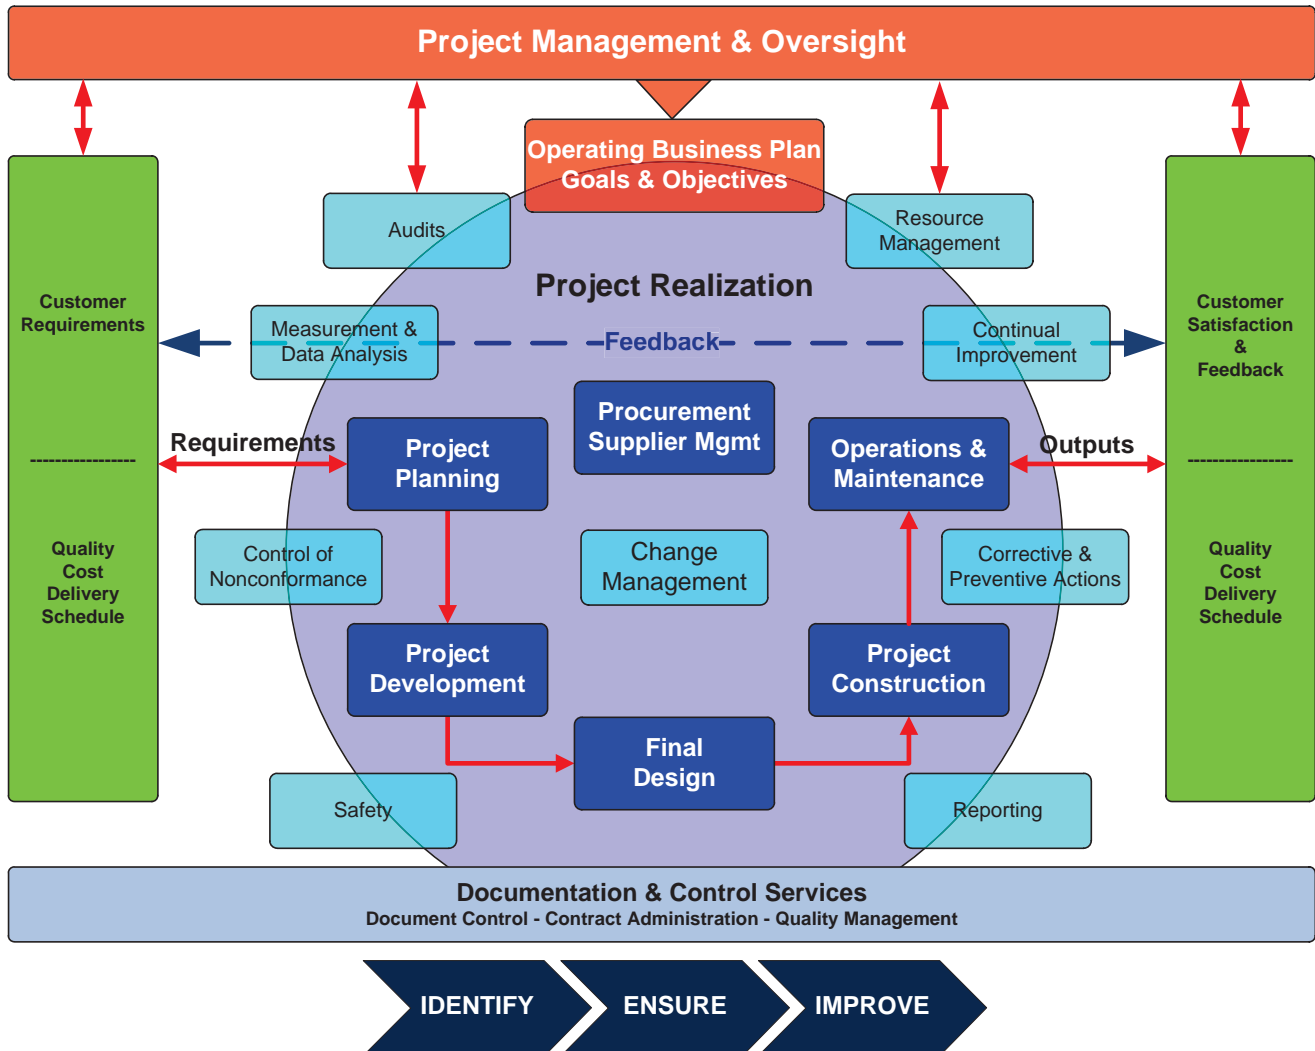 Project Management & Oversight
Operating Business Plan
Goals & Objectives
Audits
Resource
Management
Project Realization
Customer
Requirements
Measurement &
Data Analysis
Feedback
Continual
Improvement
Customer
Satisfaction
&
Feedback
Procurement
Supplier Mgmt
Requirements
Project
Planning
Operations &
Maintenance
Outputs
-----------------
-----------------
Control of
Nonconformance
Change
Management
Corrective &
Preventive Actions
Quality
Cost
Delivery
Schedule
Quality
Cost
Delivery
Schedule
Project
Development
Project
Construction
Final
Design
Safety
Reporting
Documentation & Control Services
Document Control - Contract Administration - Quality Management
IDENTIFY
ENSURE
IMPROVE